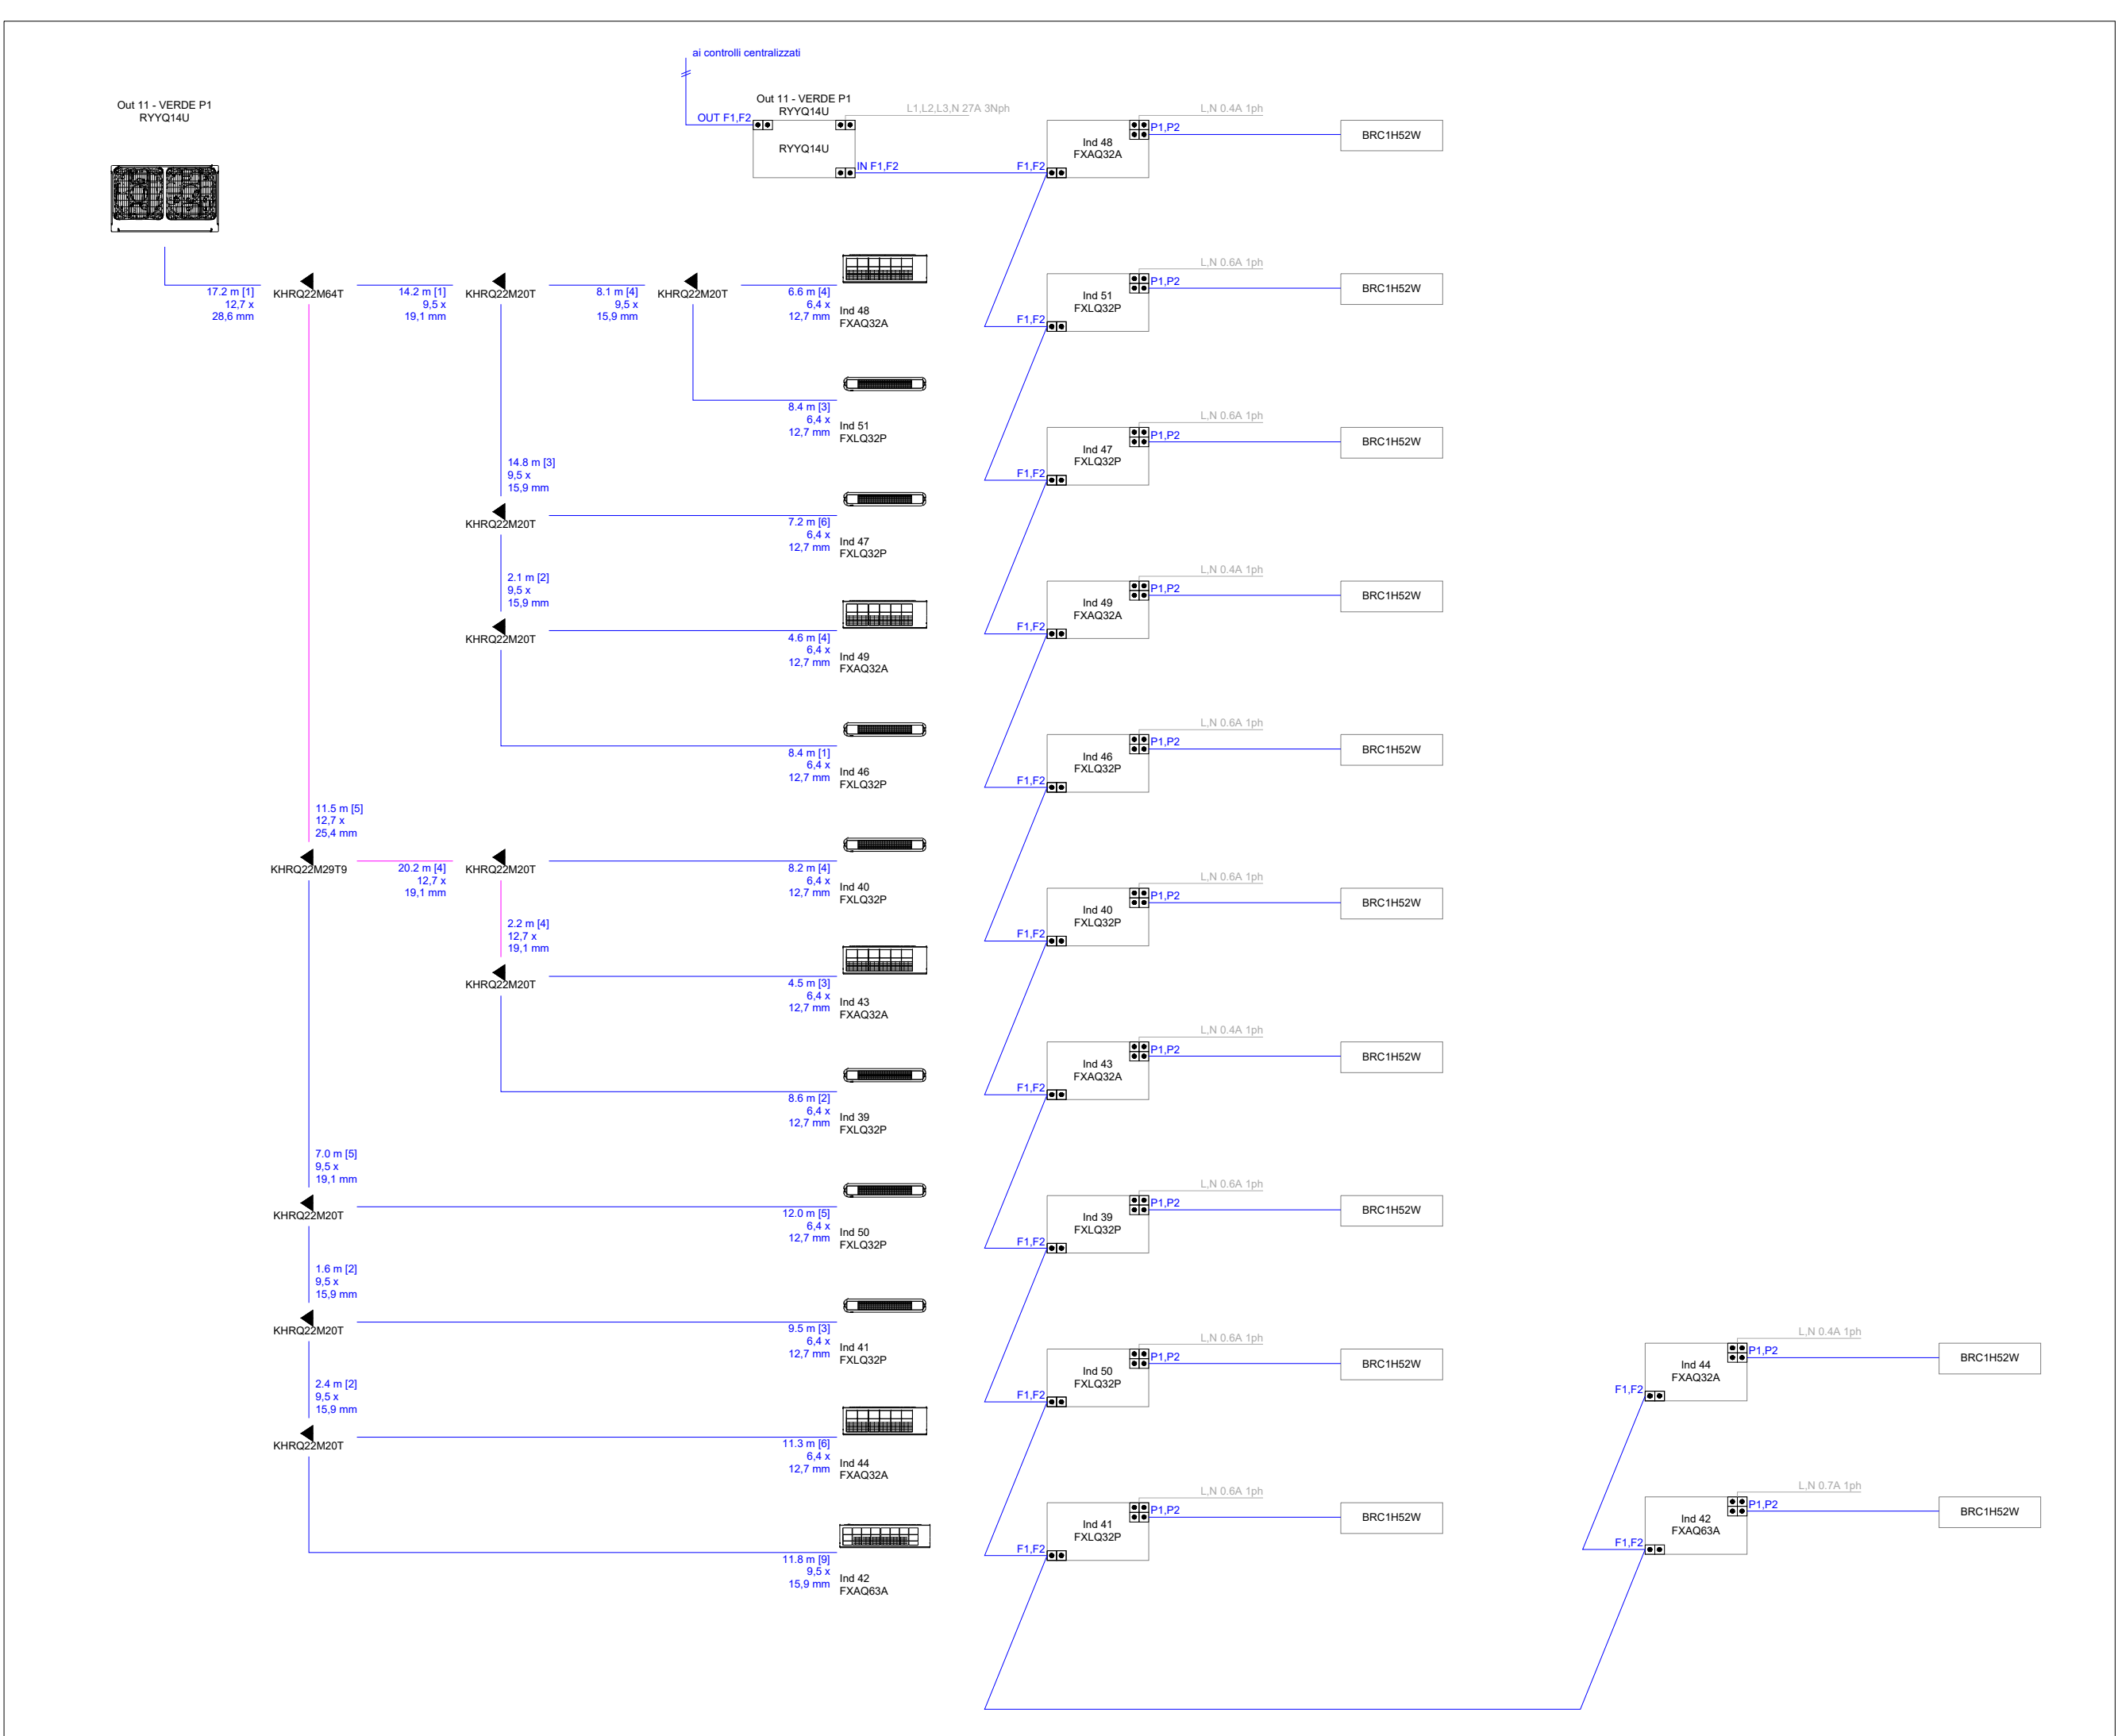 ai controlli centralizzati
Out 11 - VERDE P1
RYYQ14U
Out 11 - VERDE P1
RYYQ14U
L1,L2,L3,N 27A 3Nph
OUT F1,F2
RYYQ14U
IN F1,F2
L,N 0.4A 1ph
P1,P2
Ind 48
FXAQ32A
F1,F2
BRC1H52W
17.2 m [1]
12,7 x
28,6 mm
KHRQ22M64T
14.2 m [1]
9,5 x
19,1 mm
KHRQ22M20T
8.1 m [4]
9,5 x
15,9 mm
KHRQ22M20T
6.6 m [4]
6,4 x
12,7 mm
Ind 48
FXAQ32A
L,N 0.6A 1ph
P1,P2
Ind 51
FXLQ32P
F1,F2
BRC1H52W
8.4 m [3]
6,4 x
12,7 mm
Ind 51
FXLQ32P
L,N 0.6A 1ph
P1,P2
Ind 47
FXLQ32P
F1,F2
BRC1H52W
14.8 m [3]
9,5 x
15,9 mm
KHRQ22M20T
7.2 m [6]
6,4 x
12,7 mm
Ind 47
FXLQ32P
L,N 0.4A 1ph
P1,P2
Ind 49
FXAQ32A
F1,F2
BRC1H52W
2.1 m [2]
9,5 x
15,9 mm
KHRQ22M20T
4.6 m [4]
6,4 x
12,7 mm
Ind 49
FXAQ32A
L,N 0.6A 1ph
P1,P2
Ind 46
FXLQ32P
F1,F2
BRC1H52W
8.4 m [1]
6,4 x
12,7 mm
Ind 46
FXLQ32P
11.5 m [5]
12,7 x
25,4 mm
KHRQ22M29T9
20.2 m [4]
12,7 x
19,1 mm
KHRQ22M20T
8.2 m [4]
6,4 x
12,7 mm
Ind 40
FXLQ32P
L,N 0.6A 1ph
P1,P2
Ind 40
FXLQ32P
F1,F2
BRC1H52W
2.2 m [4]
12,7 x
19,1 mm
KHRQ22M20T
4.5 m [3]
6,4 x
12,7 mm
Ind 43
FXAQ32A
L,N 0.4A 1ph
P1,P2
Ind 43
FXAQ32A
F1,F2
BRC1H52W
8.6 m [2]
6,4 x
12,7 mm
Ind 39
FXLQ32P
L,N 0.6A 1ph
P1,P2
Ind 39
FXLQ32P
F1,F2
BRC1H52W
7.0 m [5]
9,5 x
19,1 mm
KHRQ22M20T
12.0 m [5]
6,4 x
12,7 mm
Ind 50
FXLQ32P
L,N 0.6A 1ph
P1,P2
Ind 50
FXLQ32P
F1,F2
BRC1H52W
1.6 m [2]
9,5 x
15,9 mm
KHRQ22M20T
9.5 m [3]
6,4 x
12,7 mm
Ind 41
FXLQ32P
L,N 0.4A 1ph
P1,P2
Ind 44
FXAQ32A
F1,F2
BRC1H52W
2.4 m [2]
9,5 x
15,9 mm
KHRQ22M20T
11.3 m [6]
6,4 x
12,7 mm
Ind 44
FXAQ32A
L,N 0.6A 1ph
P1,P2
Ind 41
FXLQ32P
F1,F2
BRC1H52W
L,N 0.7A 1ph
P1,P2
Ind 42
FXAQ63A
F1,F2
BRC1H52W
11.8 m [9]
9,5 x
15,9 mm
Ind 42
FXAQ63A